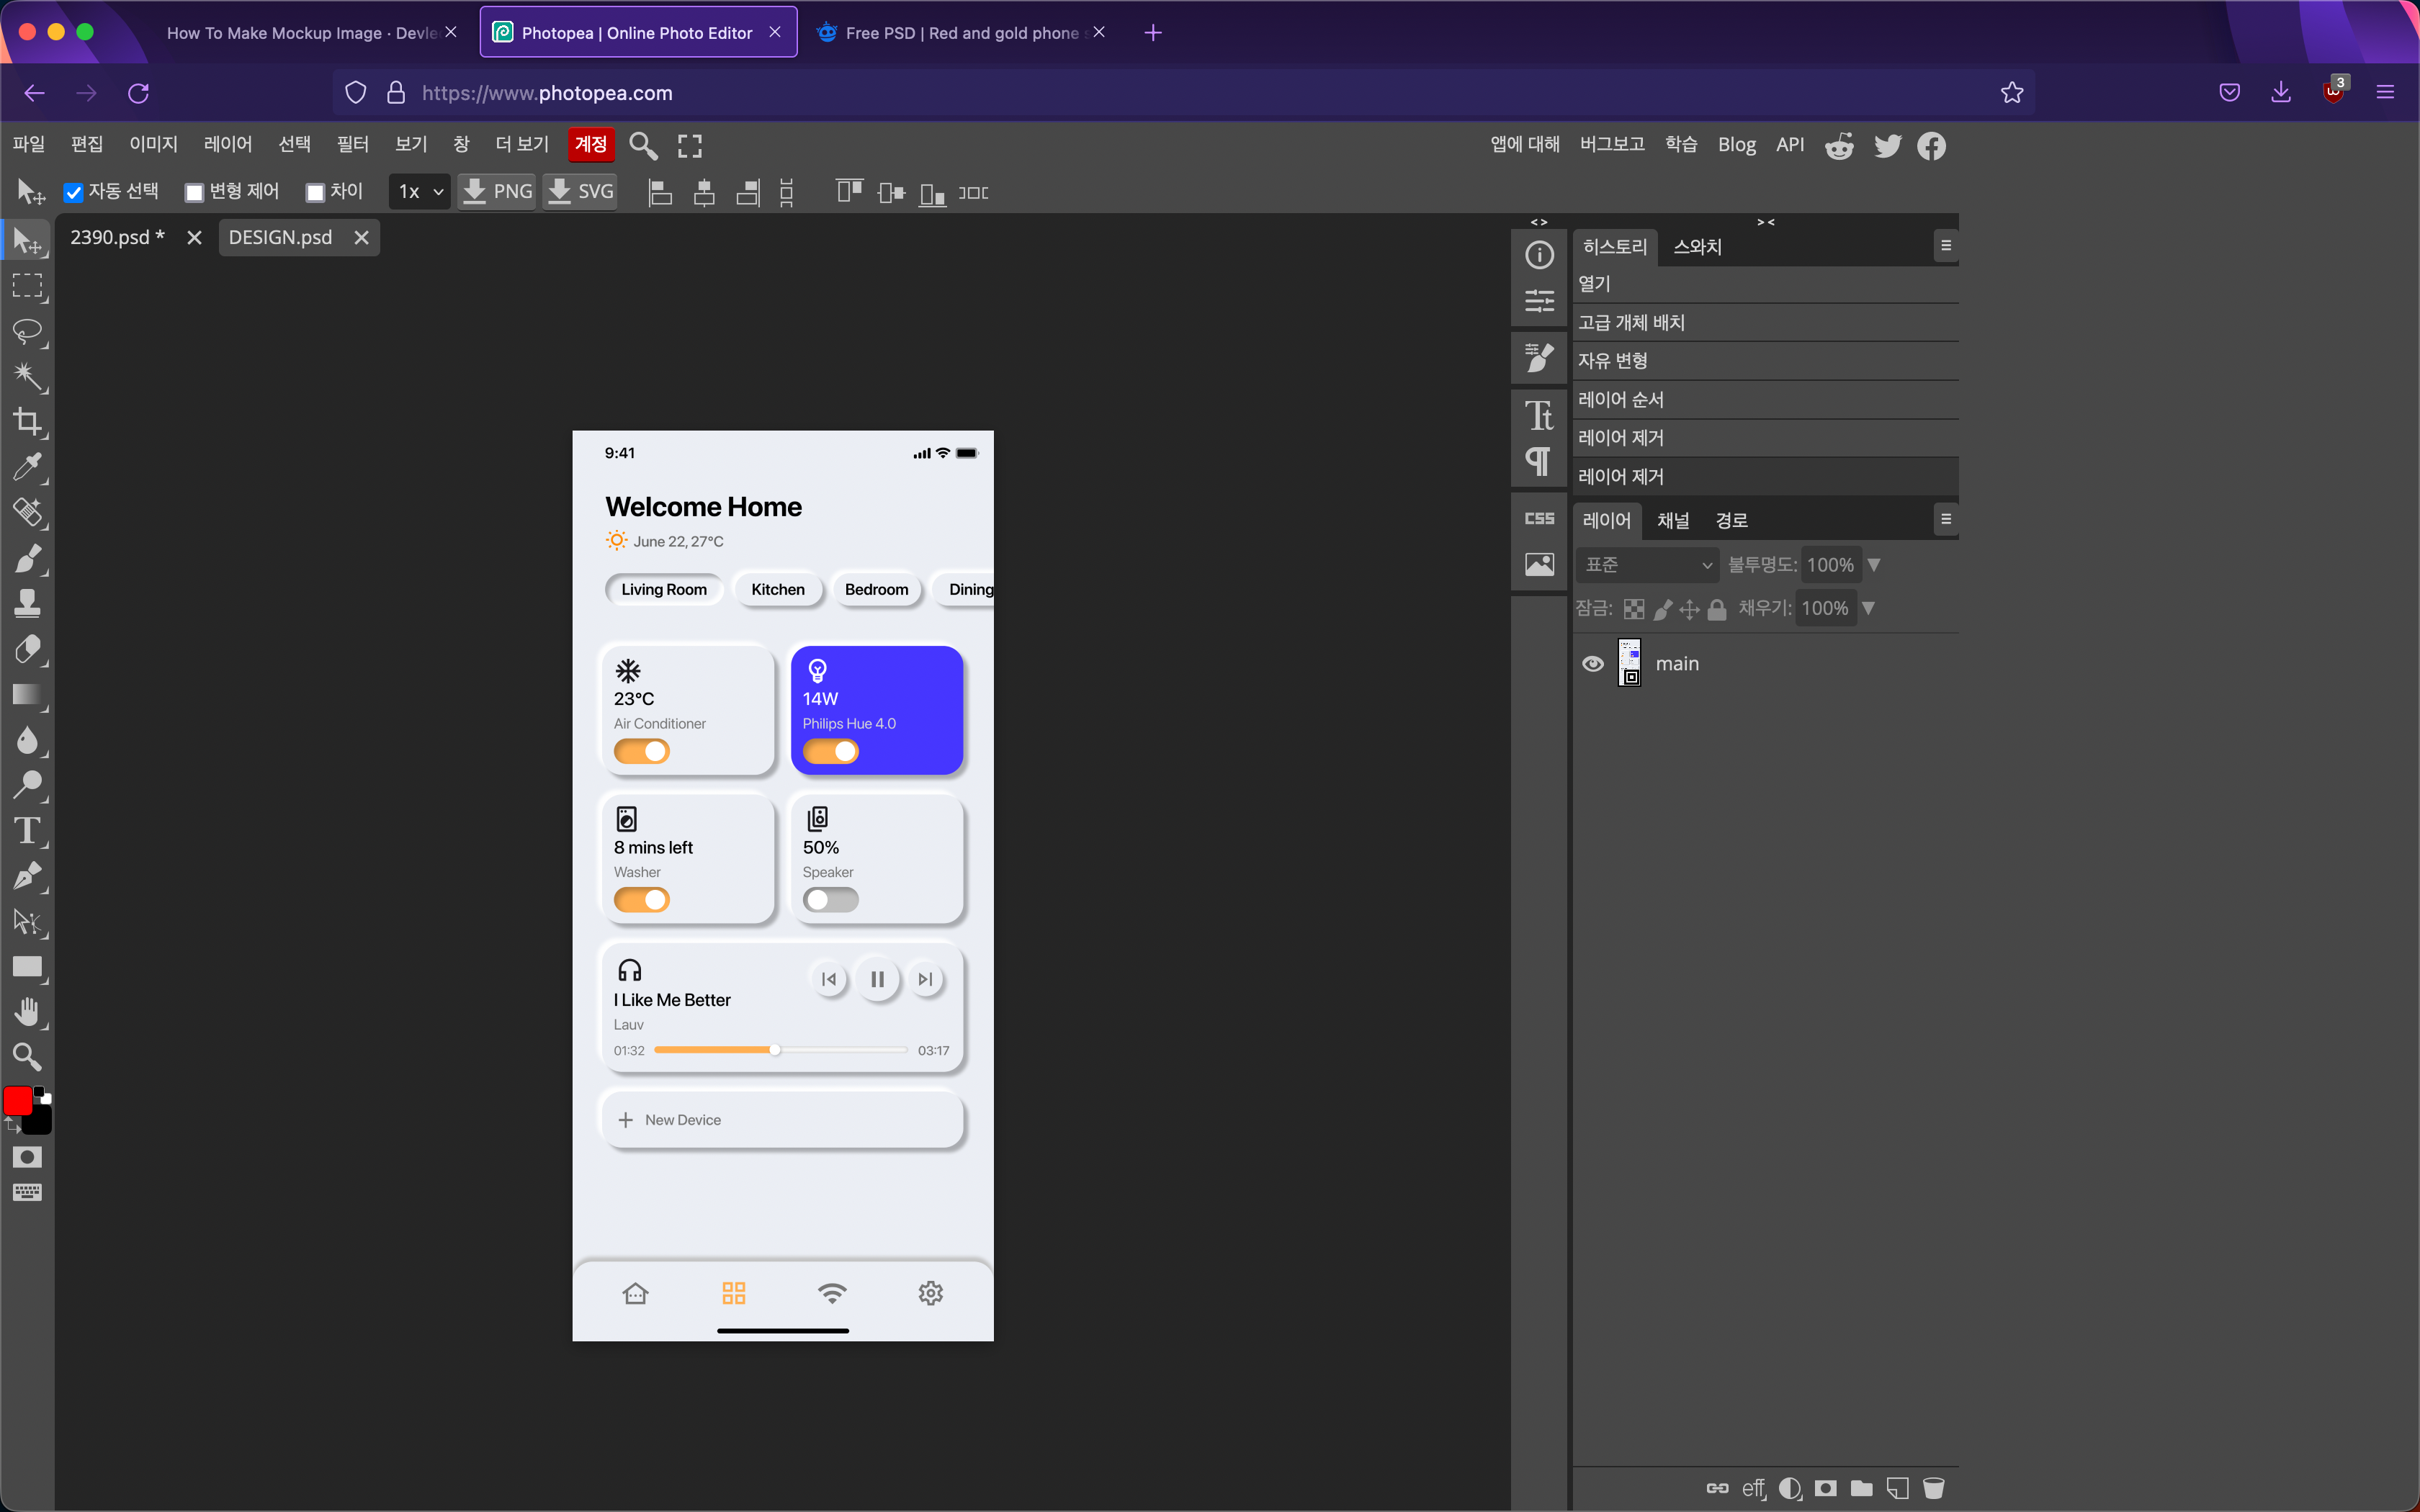 How To Make Mockup Image · Devle
Photopea | Online Photo Editor
Free PSD | Red and gold phone s
3
https://www.photopea.com
파일 편집 이미지 레이어 선택 필터 보기 창 더 보기 계정
앱에 대해 버그보고 학습 Blog API
자동 선택 변형 제어 차이 1x PNG SVG
2390.psd *
DESIGN.psd
히스토리 스와치
열기
고급 개체 배치
자유 변형
레이어 순서
레이어 제거
레이어 제거
CSS
레이어 채널 경로
표준 불투명도: 100%
잠금: 채우기: 100%
main
9:41
Welcome Home
June 22, 27°C
Living Room Kitchen Bedroom Dining
23°C
Air Conditioner
14W
Philips Hue 4.0
8 mins left
Washer
50%
Speaker
I Like Me Better
Lauv
01:32 03:17
New Device
eff